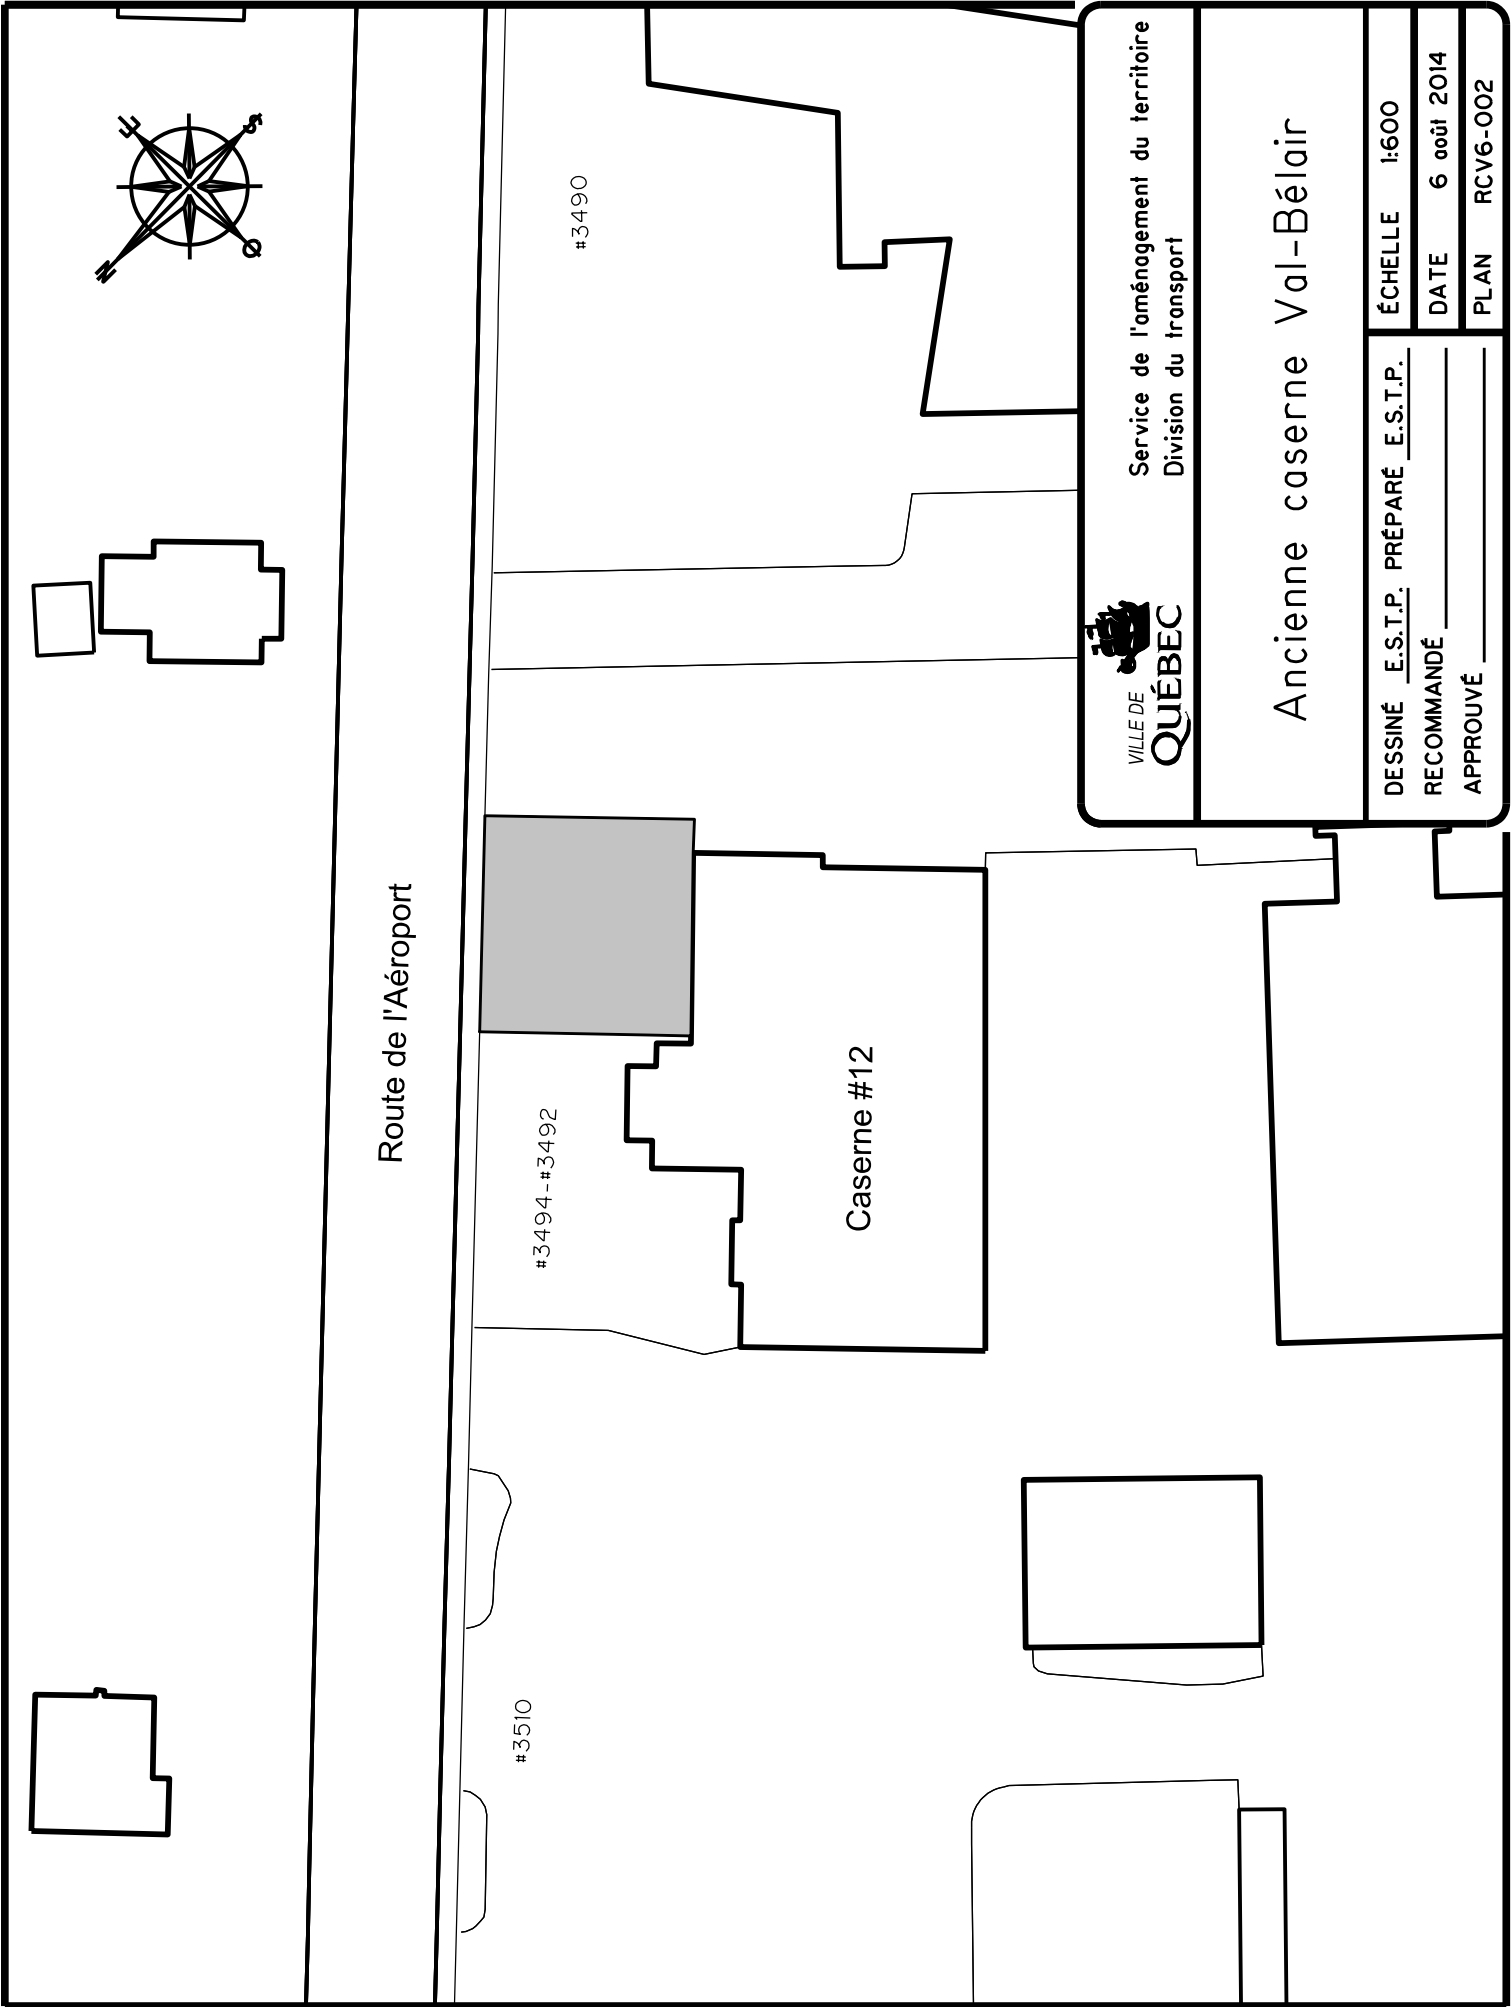 N
E
S
O
Route de l'Aéroport
#3510
#3494-#3492
#3490
Caserne #12
VILLE DE
QUÉBEC
Service de l'aménagement du territoire
Division du transport
Ancienne caserne Val-Bélair
DESSINÉ E.S.T.P. PRÉPARÉ E.S.T.P.
RECOMMANDÉ
APPROUVÉ
ÉCHELLE 1:600
DATE 6 août 2014
PLAN RCV6-002